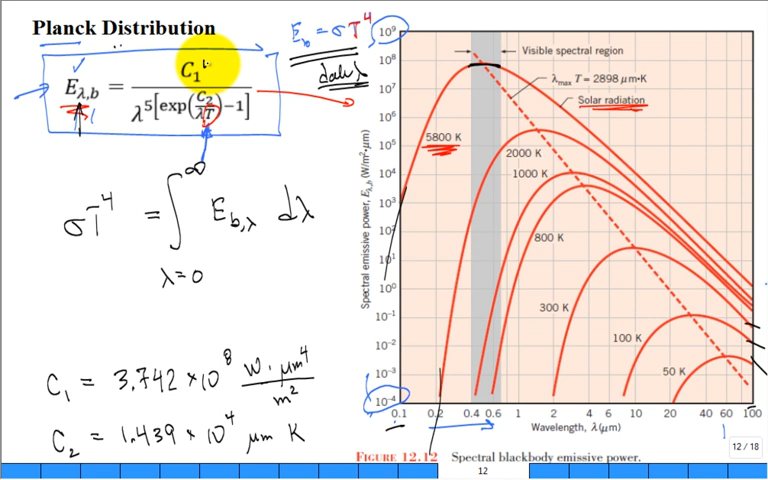 Planck Distribution
E_b = σT^4
E_λ,b = C_1 / λ^5[exp(C_2/λT)−1]
σT^4 = ∫_{λ=0}^{∞} E_b,λ dλ
C_1 = 3.742 × 10^8 W·μm^4 / m^2
C_2 = 1.439 × 10^4 μm K
Spectral emissive power, E_λ,b (W/m²·μm)
10^9
10^8
10^7
10^6
10^5
10^4
10^3
10^2
10^1
10^0
10^-1
10^-2
10^-3
10^-4
Visible spectral region
λ_max T = 2898 μm·K
Solar radiation
5800 K
2000 K
1000 K
800 K
300 K
100 K
50 K
0.1 0.2 0.4 0.6 1 2 4 6 10 20 40 60 100
Wavelength, λ (μm)
FIGURE 12.12 Spectral blackbody emissive power.
12 / 18
12